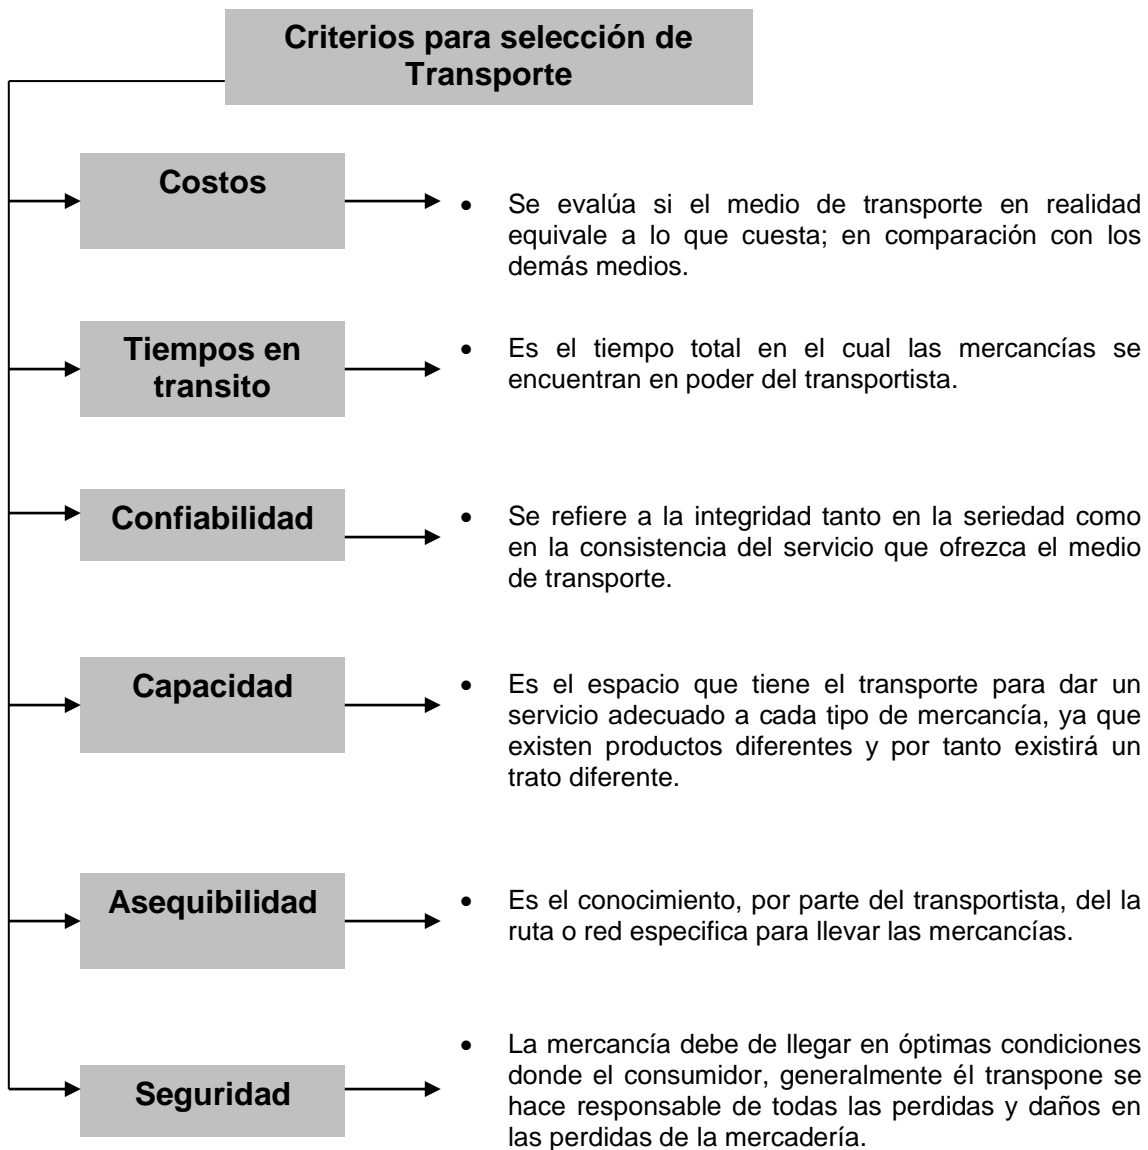 Criterios para selección de
Transporte
Costos
• Se evalúa si el medio de transporte en realidad
equivale a lo que cuesta; en comparación con los
demás medios.
Tiempos en
transito
• Es el tiempo total en el cual las mercancías se
encuentran en poder del transportista.
Confiabilidad
• Se refiere a la integridad tanto en la seriedad como
en la consistencia del servicio que ofrezca el medio
de transporte.
Capacidad
• Es el espacio que tiene el transporte para dar un
servicio adecuado a cada tipo de mercancía, ya que
existen productos diferentes y por tanto existirá un
trato diferente.
Asequibilidad
• Es el conocimiento, por parte del transportista, del la
ruta o red especifica para llevar las mercancías.
Seguridad
• La mercancía debe de llegar en óptimas condiciones
donde el consumidor, generalmente él transpone se
hace responsable de todas las perdidas y daños en
las perdidas de la mercadería.